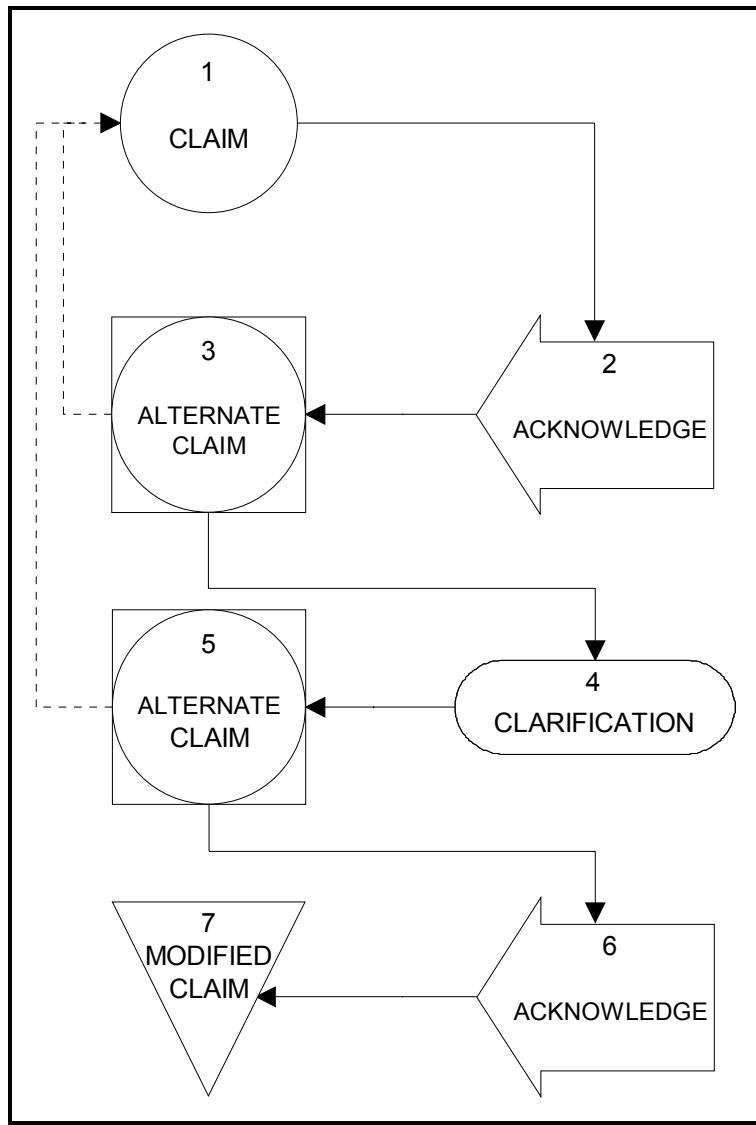 1
CLAIM
2
ACKNOWLEDGE
3
ALTERNATE
CLAIM
4
CLARIFICATION
5
ALTERNATE
CLAIM
6
ACKNOWLEDGE
7
MODIFIED
CLAIM